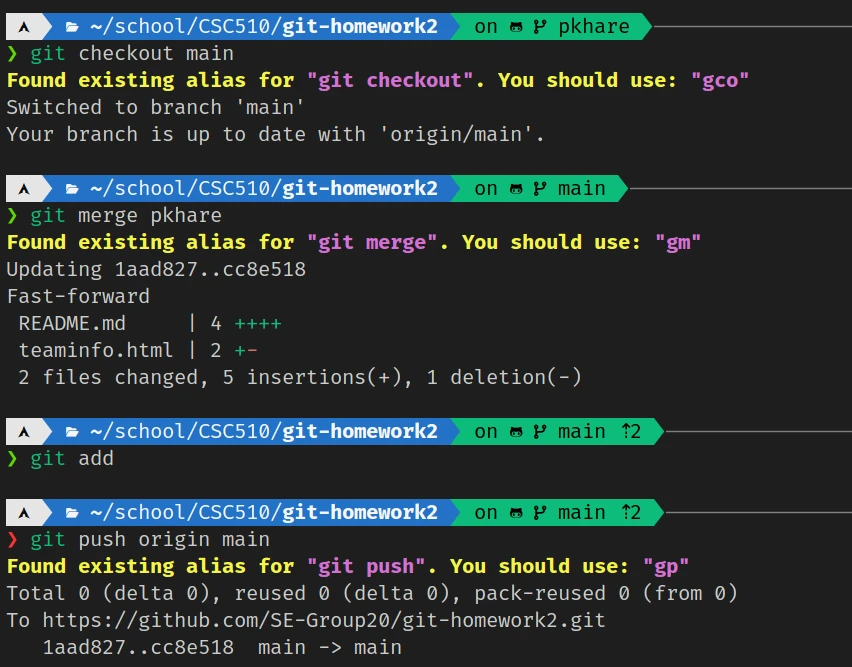 ~/school/CSC510/git-homework2 on pkhare
❯ git checkout main
Found existing alias for "git checkout". You should use: "gco"
Switched to branch 'main'
Your branch is up to date with 'origin/main'.
~/school/CSC510/git-homework2 on main
❯ git merge pkhare
Found existing alias for "git merge". You should use: "gm"
Updating 1aad827..cc8e518
Fast-forward
README.md | 4 ++++
teaminfo.html | 2 +-
2 files changed, 5 insertions(+), 1 deletion(-)
~/school/CSC510/git-homework2 on main ⇡2
❯ git add
~/school/CSC510/git-homework2 on main ⇡2
❯ git push origin main
Found existing alias for "git push". You should use: "gp"
Total 0 (delta 0), reused 0 (delta 0), pack-reused 0 (from 0)
To https://github.com/SE-Group20/git-homework2.git
1aad827..cc8e518 main -> main